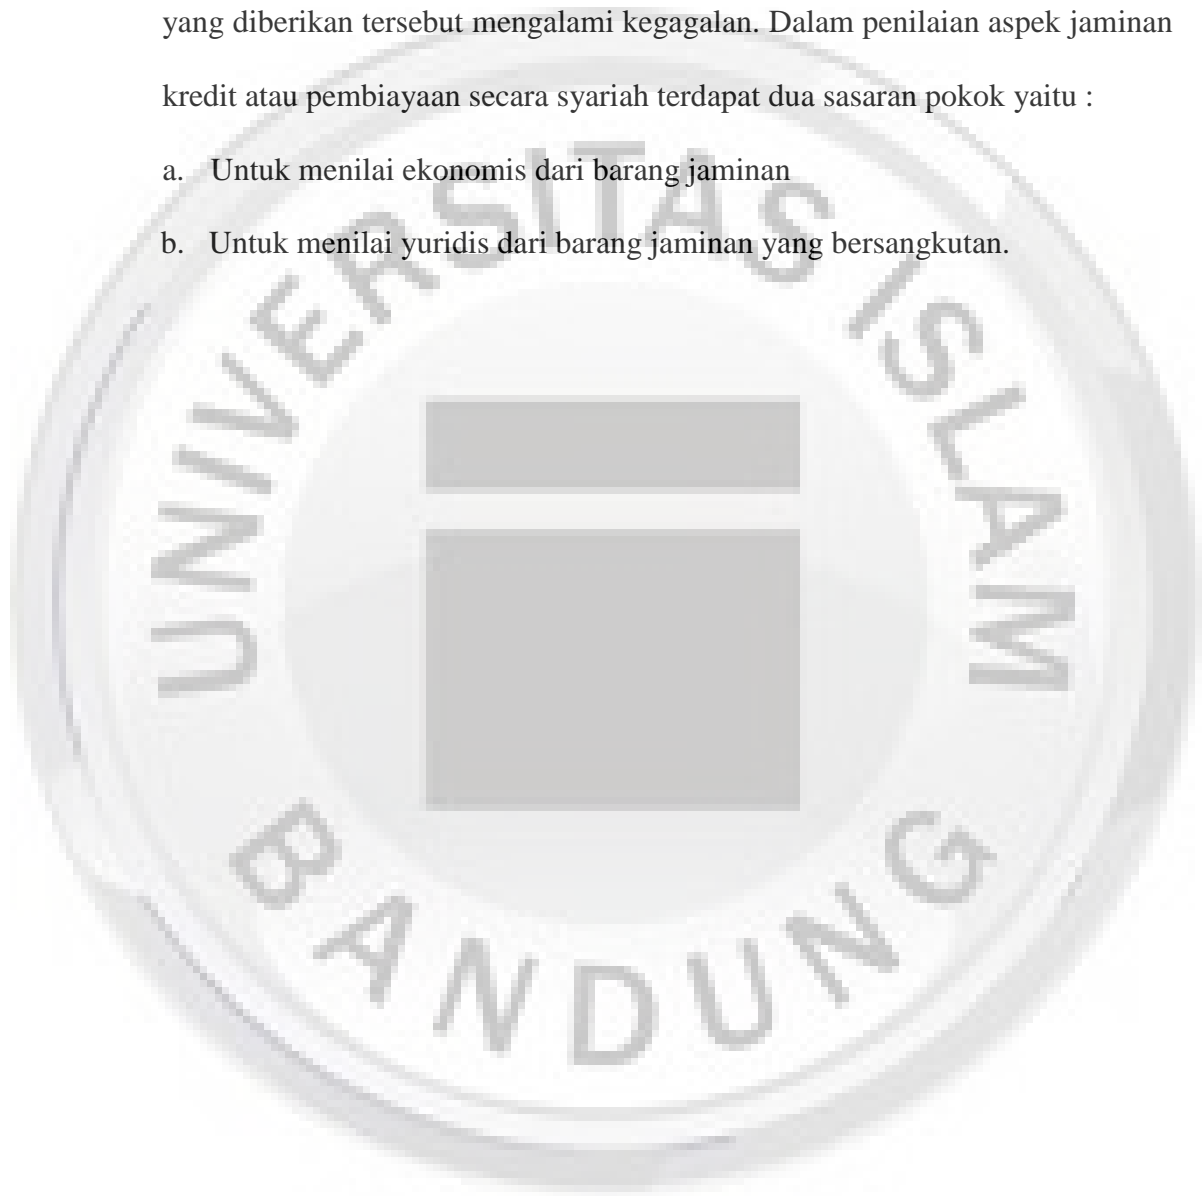 yang diberikan tersebut mengalami kegagalan. Dalam penilaian aspek jaminan
kredit atau pembiayaan secara syariah terdapat dua sasaran pokok yaitu :
a. Untuk menilai ekonomis dari barang jaminan
b. Untuk menilai yuridis dari barang jaminan yang bersangkutan.
UNIVERSITAS ISLAM
BANDUNG